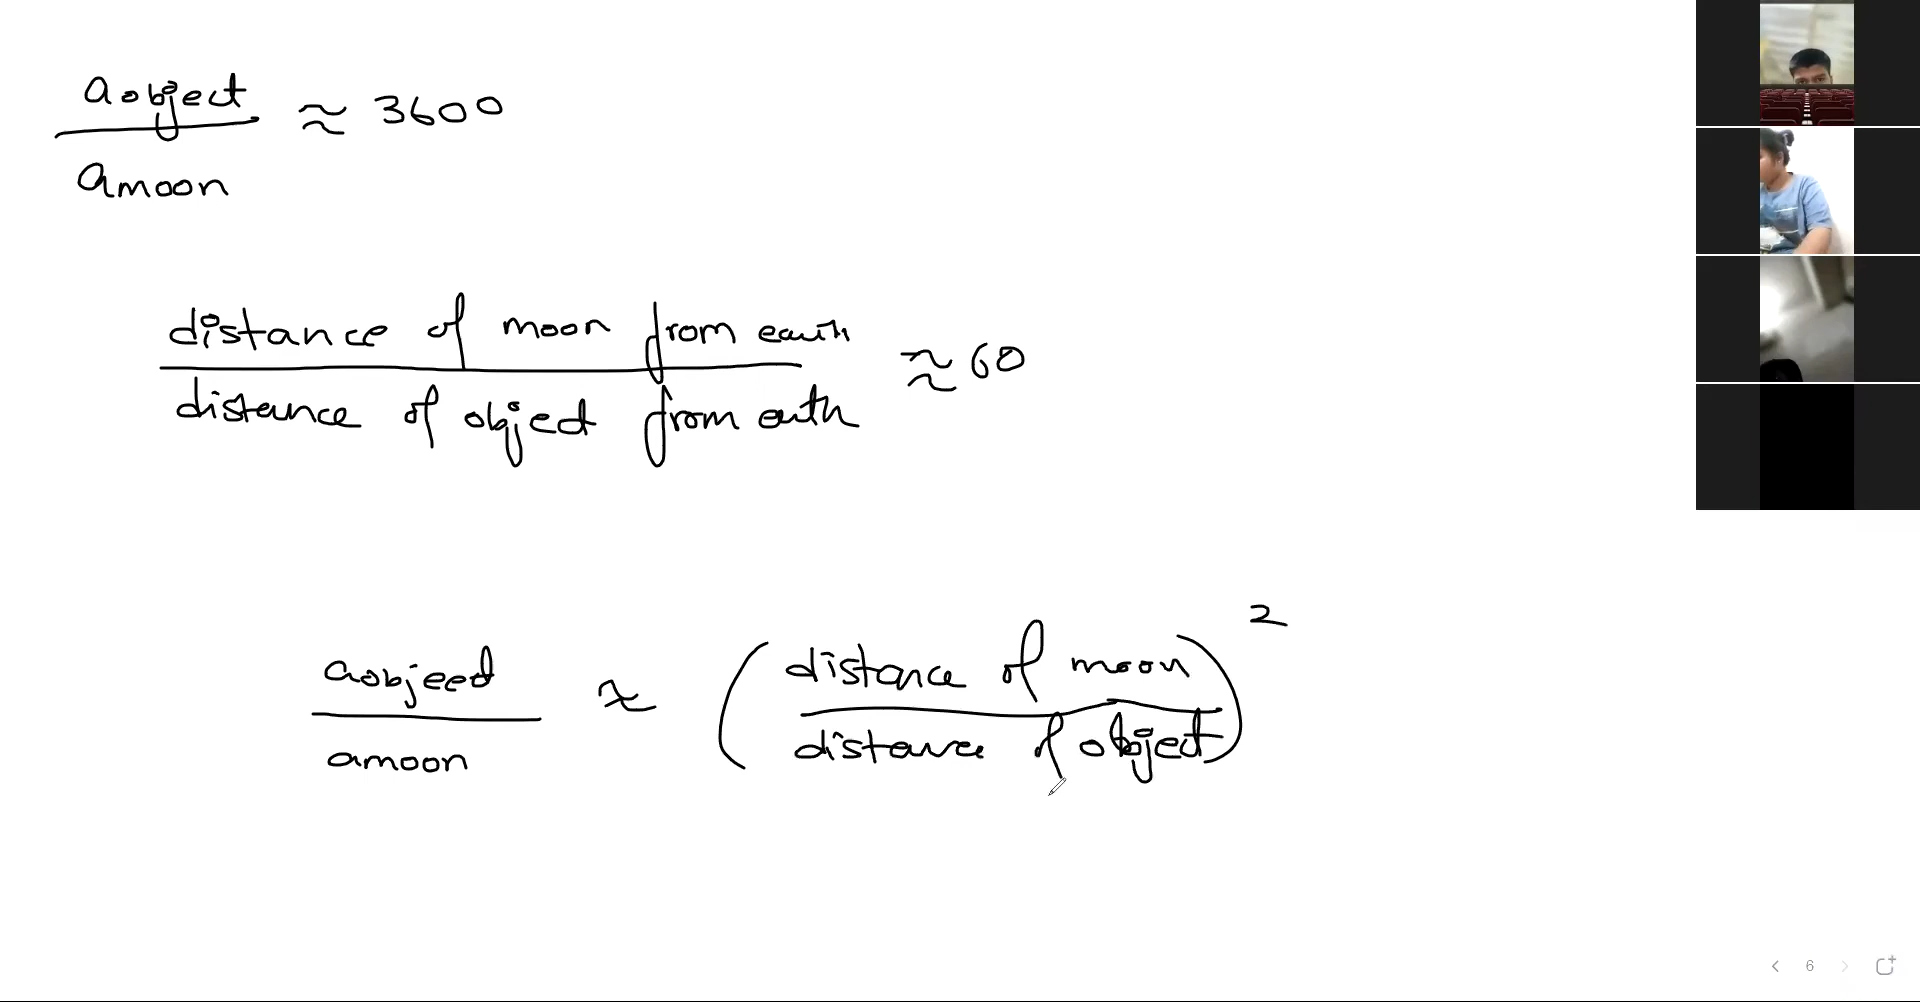 aobject
≈ 3600
amoon
distance of moon from earth
≈ 60
distance of object from earth
2
aobjeed
≈ ( distance of moon )
amoon
distance of object
6